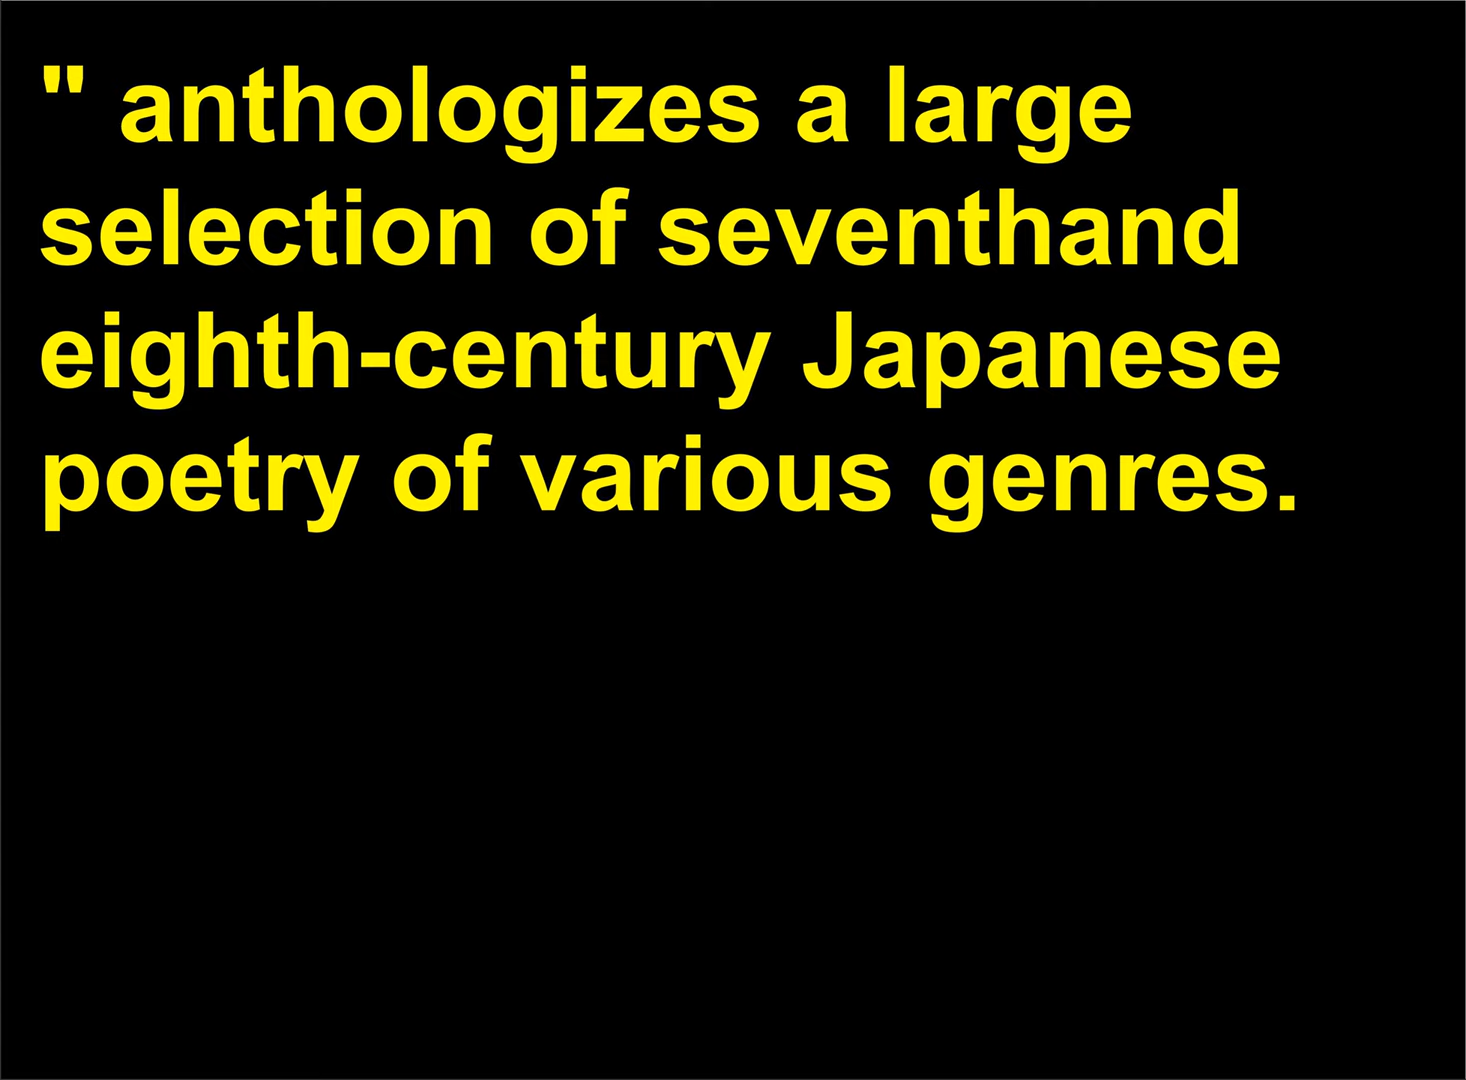 " anthologizes a large
selection of seventhand
eighth-century Japanese
poetry of various genres.